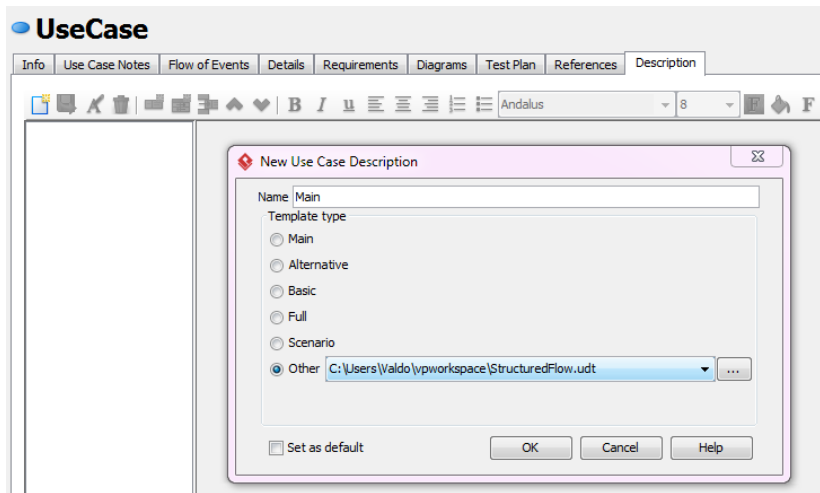 UseCase
Info Use Case Notes Flow of Events Details Requirements Diagrams Test Plan References Description
B I u Andalus 8 F F
New Use Case Description
Name Main
Template type
Main
Alternative
Basic
Full
Scenario
Other C:\Users\Valdo\vpworkspace\StructuredFlow.udt ...
Set as default OK Cancel Help